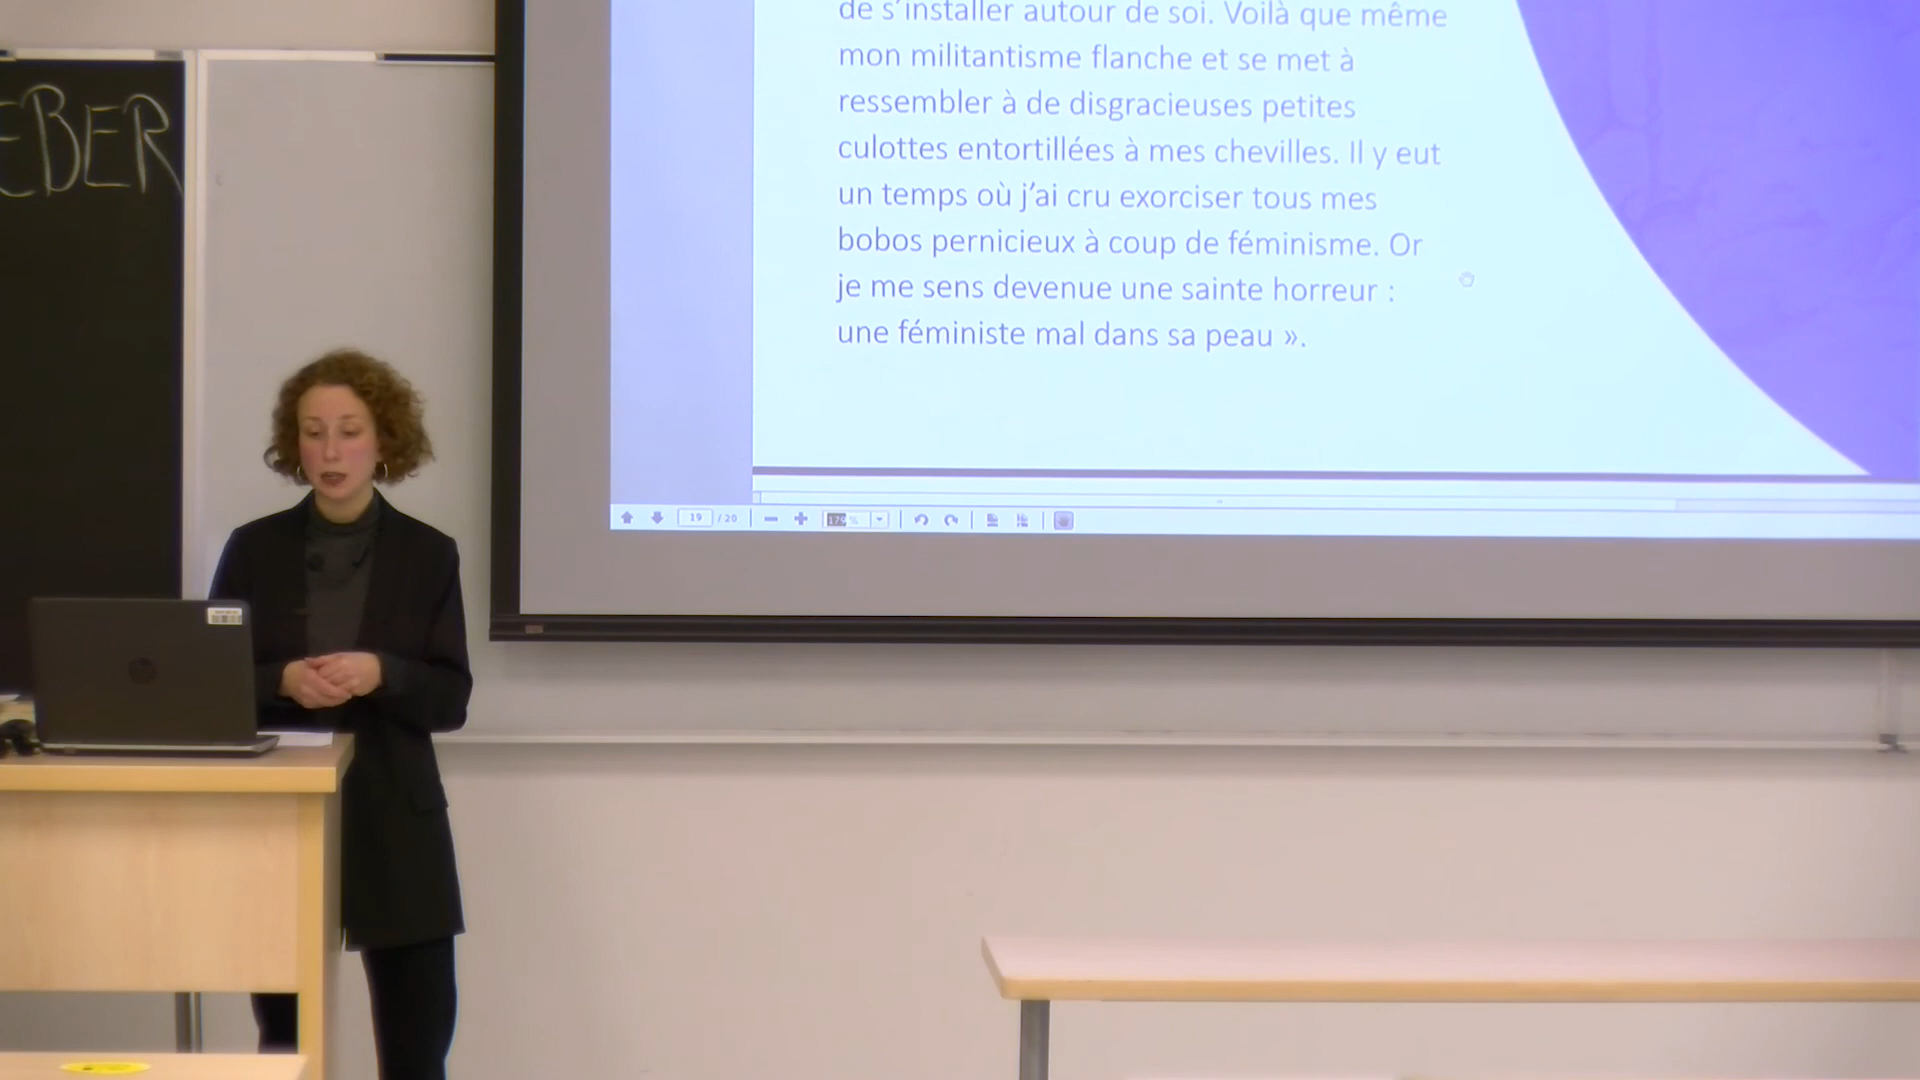 EBER
de s'installer autour de soi. Voilà que même
mon militantisme flanche et se met à
ressembler à de disgracieuses petites
culottes entortillées à mes chevilles. Il y eut
un temps où j'ai cru exorciser tous mes
bobos pernicieux à coup de féminisme. Or
je me sens devenue une sainte horreur :
une féministe mal dans sa peau ».
19 / 20